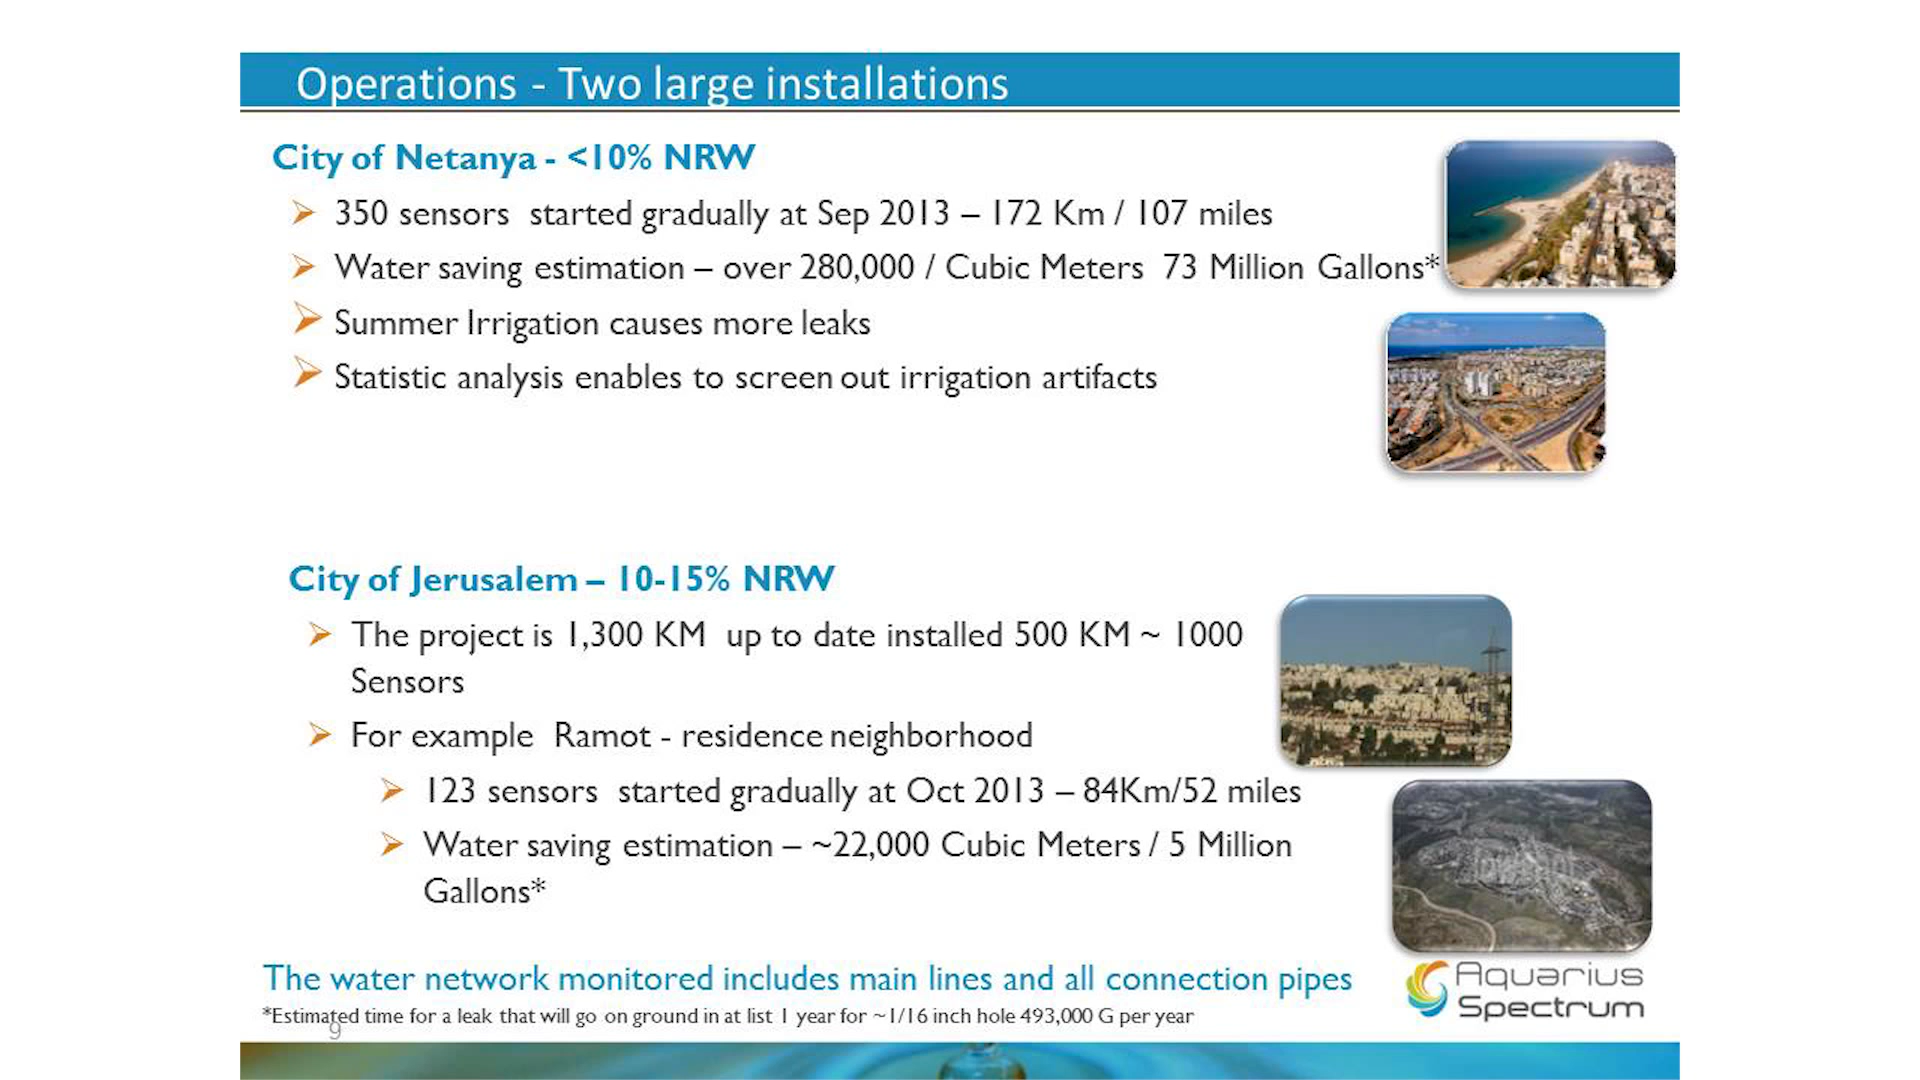 Operations - Two large installations
City of Netanya - <10% NRW
350 sensors started gradually at Sep 2013 – 172 Km / 107 miles
Water saving estimation – over 280,000 / Cubic Meters 73 Million Gallons*
Summer Irrigation causes more leaks
Statistic analysis enables to screen out irrigation artifacts
City of Jerusalem – 10-15% NRW
The project is 1,300 KM up to date installed 500 KM ~ 1000
Sensors
For example Ramot - residence neighborhood
123 sensors started gradually at Oct 2013 – 84Km/52 miles
Water saving estimation – ~22,000 Cubic Meters / 5 Million
Gallons*
The water network monitored includes main lines and all connection pipes
*Estimated time for a leak that will go on ground in at list 1 year for ~1/16 inch hole 493,000 G per year
9
Aquarius
Spectrum